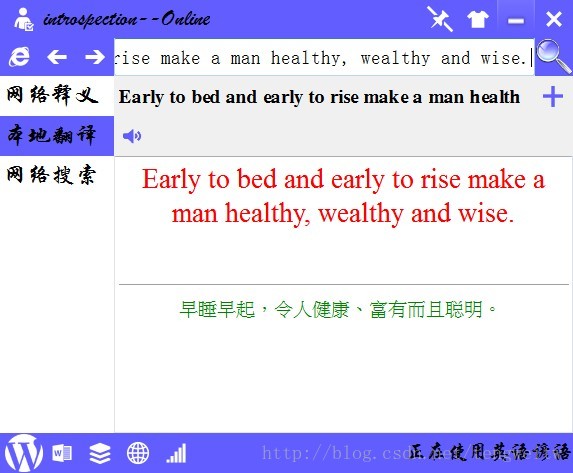 introspection--Online
rise make a man healthy, wealthy and wise.
网络释义
Early to bed and early to rise make a man health
本地翻译
网络搜索
Early to bed and early to rise make a
man healthy, wealthy and wise.
早睡早起，令人健康、富有而且聪明。
http://blog.csdn.net/
正在使用英语谚语